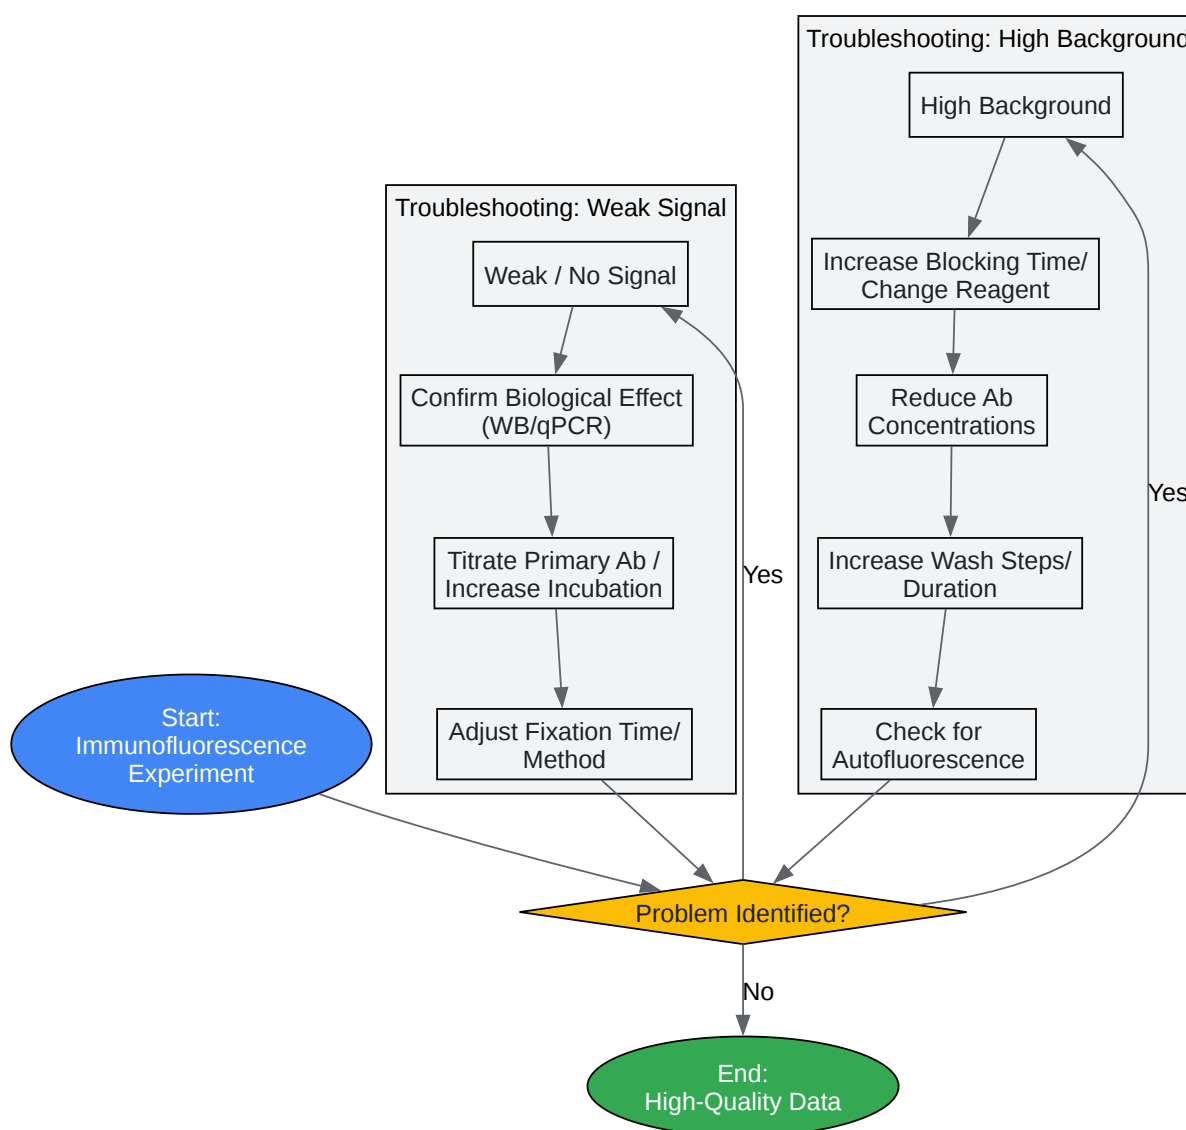 Troubleshooting: High Background
High Background
Increase Blocking Time/
Change Reagent
Reduce Ab
Concentrations
Increase Wash Steps/
Duration
Check for
Autofluorescence
Yes
Troubleshooting: Weak Signal
Weak / No Signal
Confirm Biological Effect
(WB/qPCR)
Titrate Primary Ab /
Increase Incubation
Adjust Fixation Time/
Method
Yes
Start:
Immunofluorescence
Experiment
Problem Identified?
No
End:
High-Quality Data